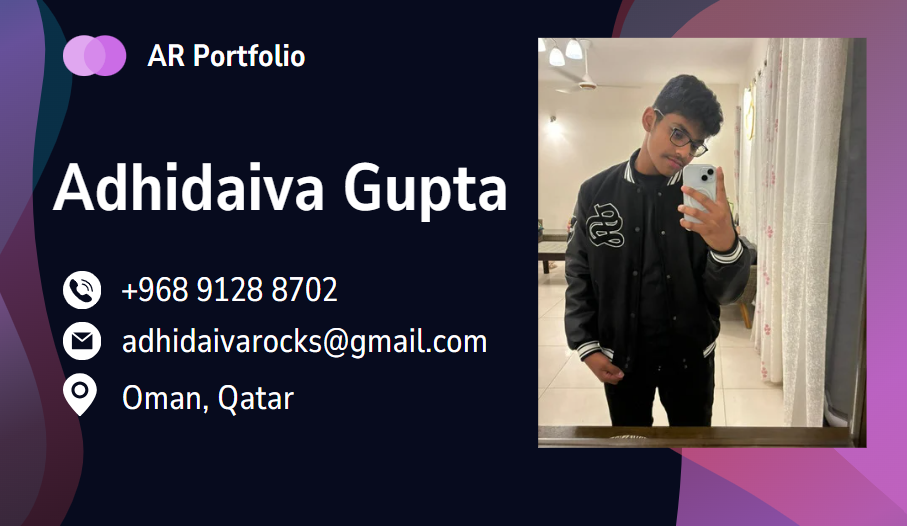 AR Portfolio
Adhidaiva Gupta
+968 9128 8702
adhidaivarocks@gmail.com
Oman, Qatar